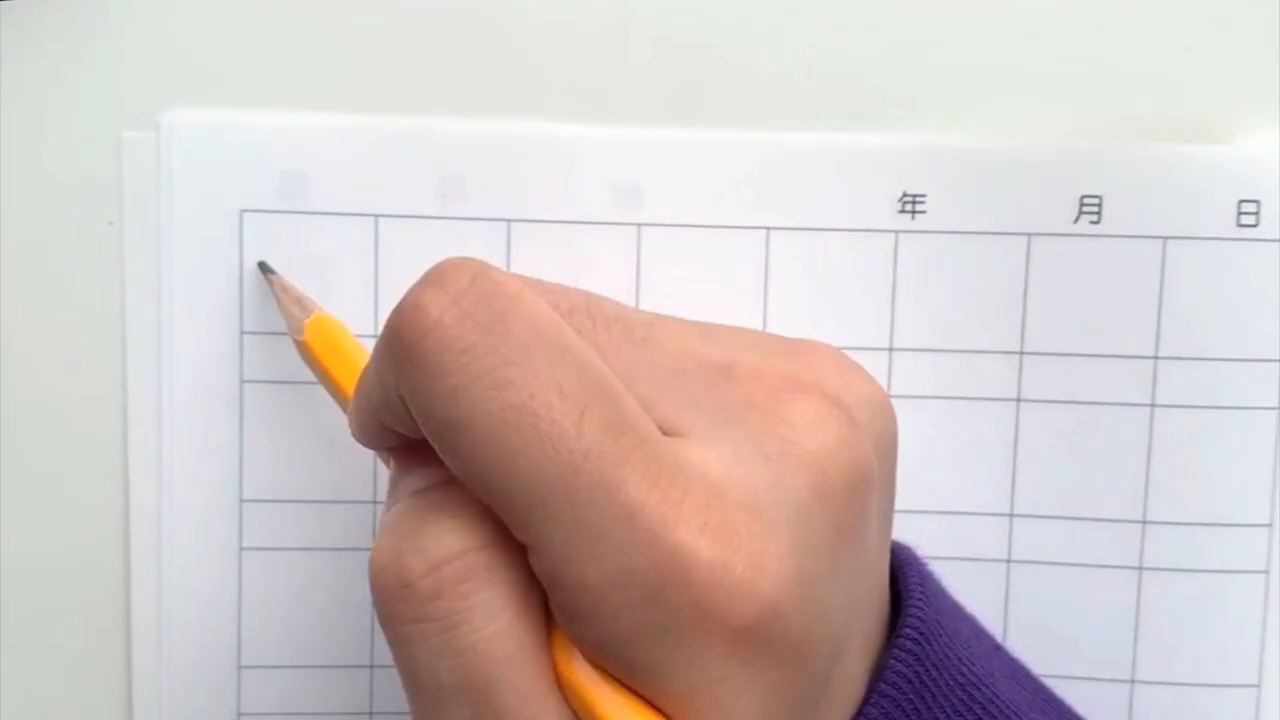 年 月 日